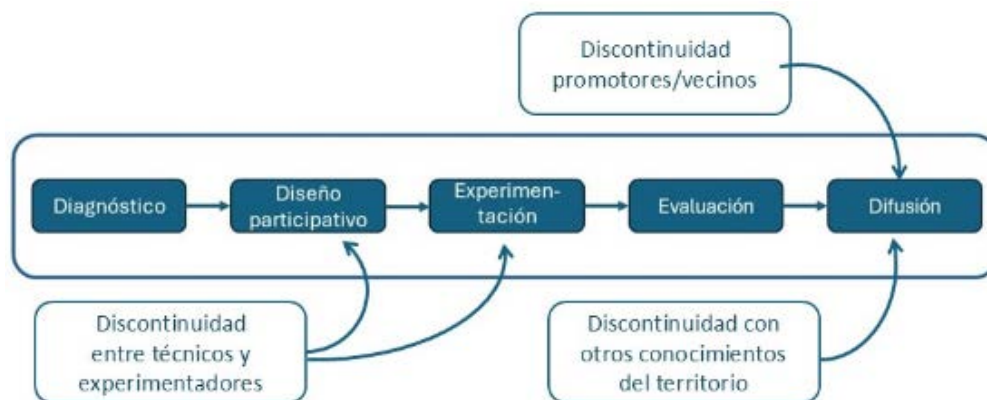 Discontinuidad
promotores/vecinos
Diagnóstico
Diseño
participativo
Experimen-
tación
Evaluación
Difusión
Discontinuidad
entre técnicos y
experimentadores
Discontinuidad con
otros conocimientos
del territorio